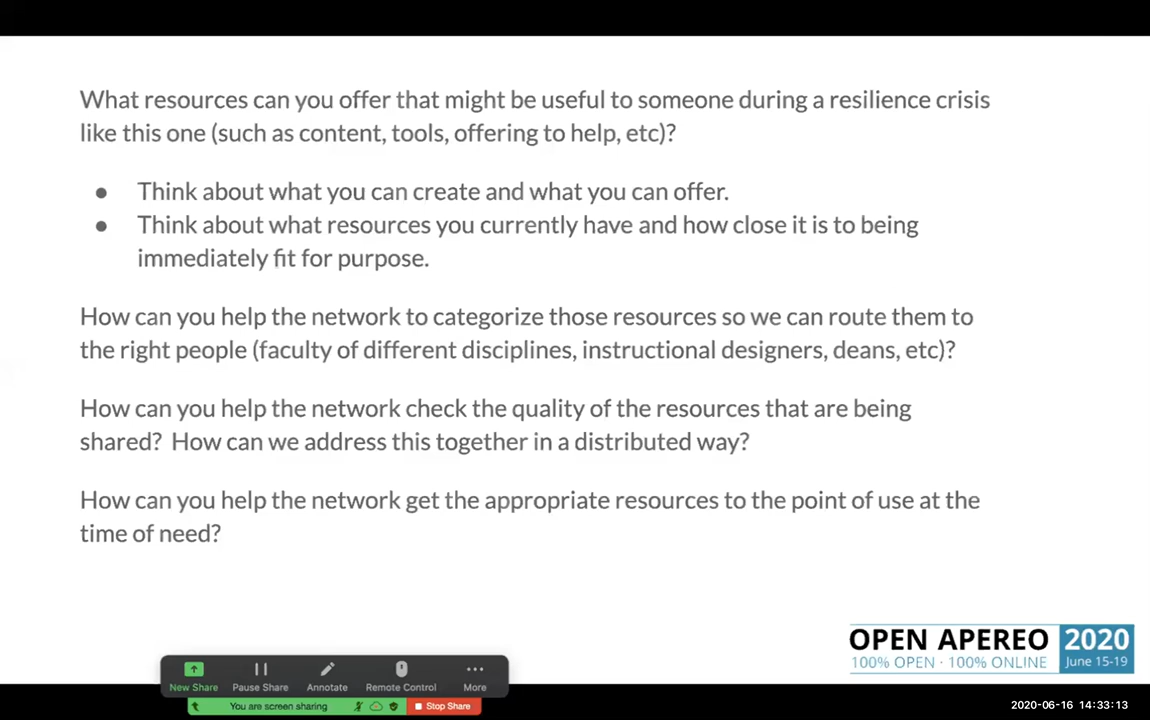 What resources can you offer that might be useful to someone during a resilience crisis
like this one (such as content, tools, offering to help, etc)?
● Think about what you can create and what you can offer.
● Think about what resources you currently have and how close it is to being
immediately fit for purpose.
How can you help the network to categorize those resources so we can route them to
the right people (faculty of different disciplines, instructional designers, deans, etc)?
How can you help the network check the quality of the resources that are being
shared? How can we address this together in a distributed way?
How can you help the network get the appropriate resources to the point of use at the
time of need?
OPEN APEREO 2020
100% OPEN · 100% ONLINE June 15-19
New Share Pause Share Annotate Remote Control More
You are screen sharing Stop Share
2020-06-16 14:33:13